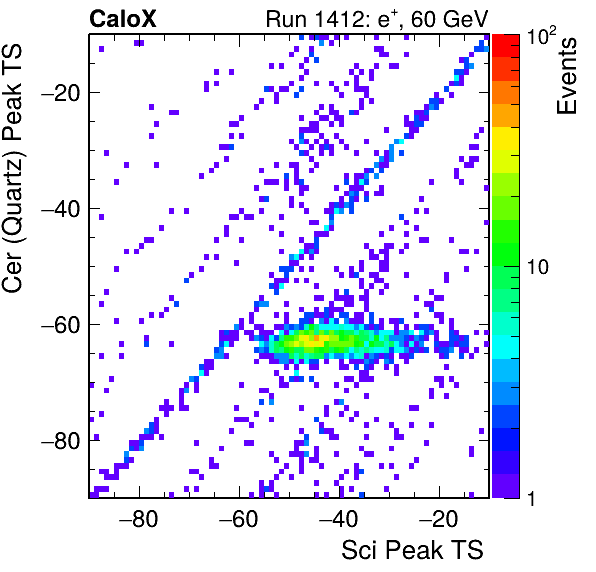 CaloX Run 1412: e+, 60 GeV
Cer (Quartz) Peak TS
−20
−40
−60
−80
−80 −60 −40 −20
Sci Peak TS
10²
10
1
Events